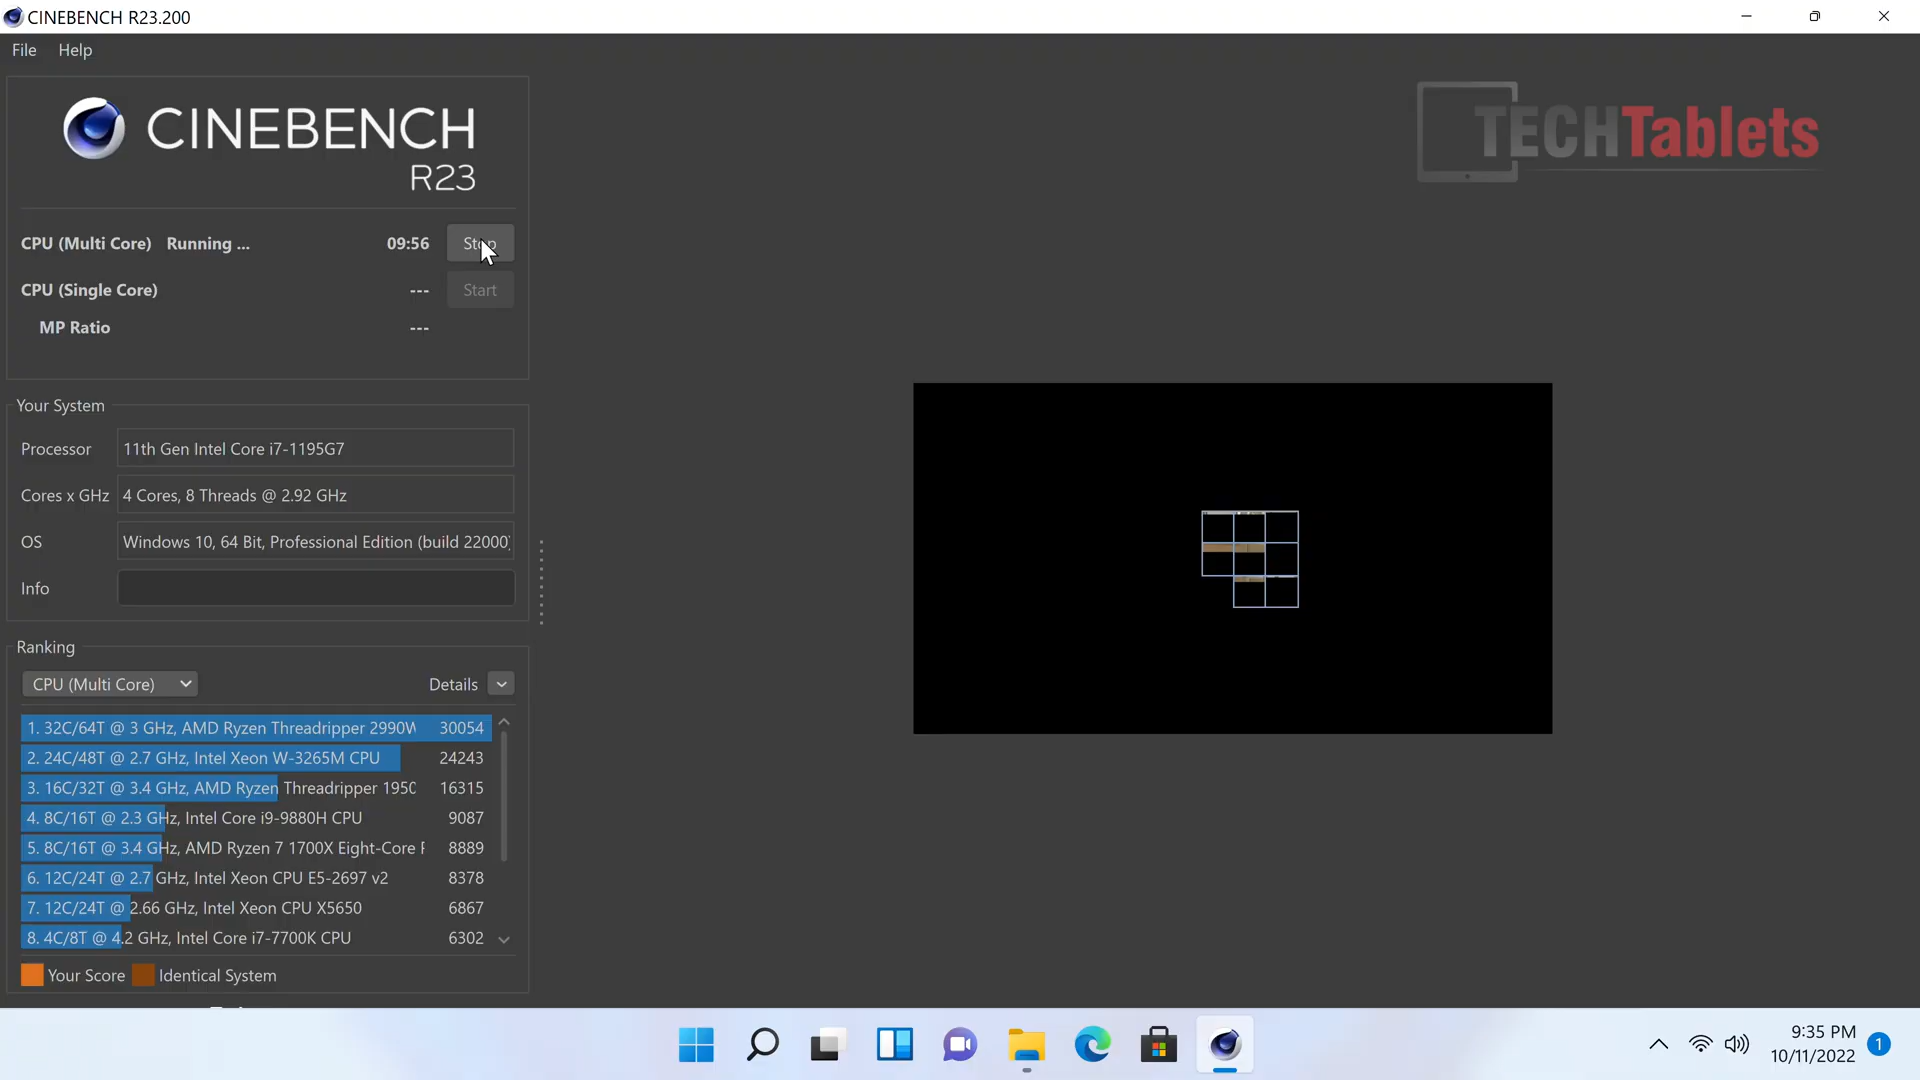 CINEBENCH R23.200
File Help
CINEBENCH
R23
TECHTablets
CPU (Multi Core) Running ... 09:56 Stop
CPU (Single Core) --- Start
MP Ratio ---
Your System
Processor 11th Gen Intel Core i7-1195G7
Cores x GHz 4 Cores, 8 Threads @ 2.92 GHz
OS Windows 10, 64 Bit, Professional Edition (build 22000)
Info
Ranking
CPU (Multi Core) Details
1. 32C/64T @ 3 GHz, AMD Ryzen Threadripper 2990W 30054
2. 24C/48T @ 2.7 GHz, Intel Xeon W-3265M CPU 24243
3. 16C/32T @ 3.4 GHz, AMD Ryzen Threadripper 195 16315
4. 8C/16T @ 2.3 GHz, Intel Core i9-9880H CPU 9087
5. 8C/16T @ 3.4 GHz, AMD Ryzen 7 1700X Eight-Core 8889
6. 12C/24T @ 2.7 GHz, Intel Xeon CPU E5-2697 v2 8378
7. 12C/24T @ 2.66 GHz, Intel Xeon CPU X5650 6867
8. 4C/8T @ 4.2 GHz, Intel Core i7-7700K CPU 6302
Your Score Identical System
9:35 PM
10/11/2022
1